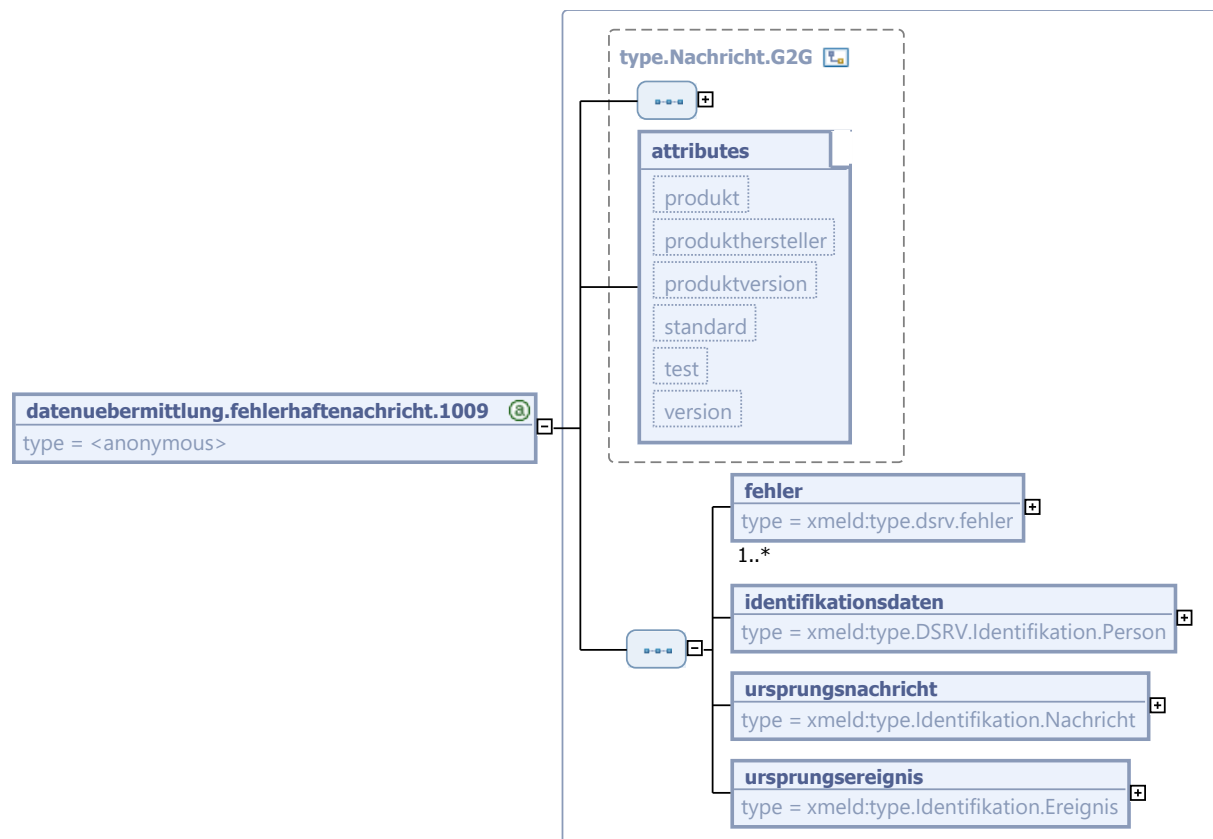 type.Nachricht.G2G
attributes
produkt
produkthersteller
produktversion
standard
test
version
datenuebermittlung.fehlerhaftenachricht.1009
type = <anonymous>
fehler
type = xmeld:type.dsrv.fehler
1..*
identifikationsdaten
type = xmeld:type.DSRV.Identifikation.Person
ursprungsnachricht
type = xmeld:type.Identifikation.Nachricht
ursprungsereignis
type = xmeld:type.Identifikation.Ereignis